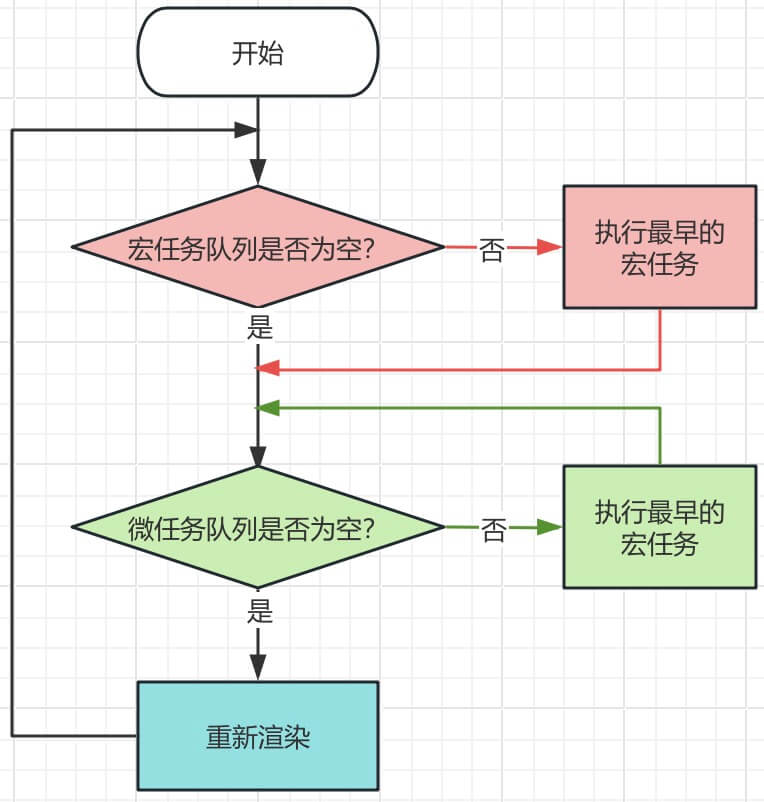 开始
宏任务队列是否为空？
否
执行最早的
宏任务
是
微任务队列是否为空？
否
执行最早的
宏任务
是
重新渲染